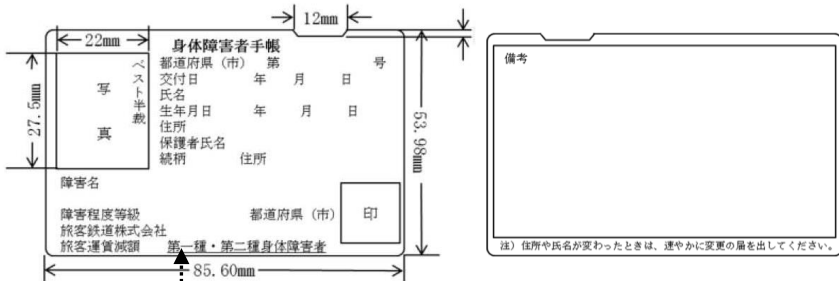 12mm
22mm
27.5mm
53.98mm
85.60mm
身体障害者手帳
写真
ベスト半裁
都道府県（市） 第 号
交付日 年 月 日
氏名
生年月日 年 月 日
住所
保護者氏名
続柄 住所
障害名
障害程度等級 都道府県（市） 印
旅客鉄道株式会社
旅客運賃減額 第一種・第二種身体障害者
備考
注）住所や氏名が変わったときは、速やかに変更の届を出してください。